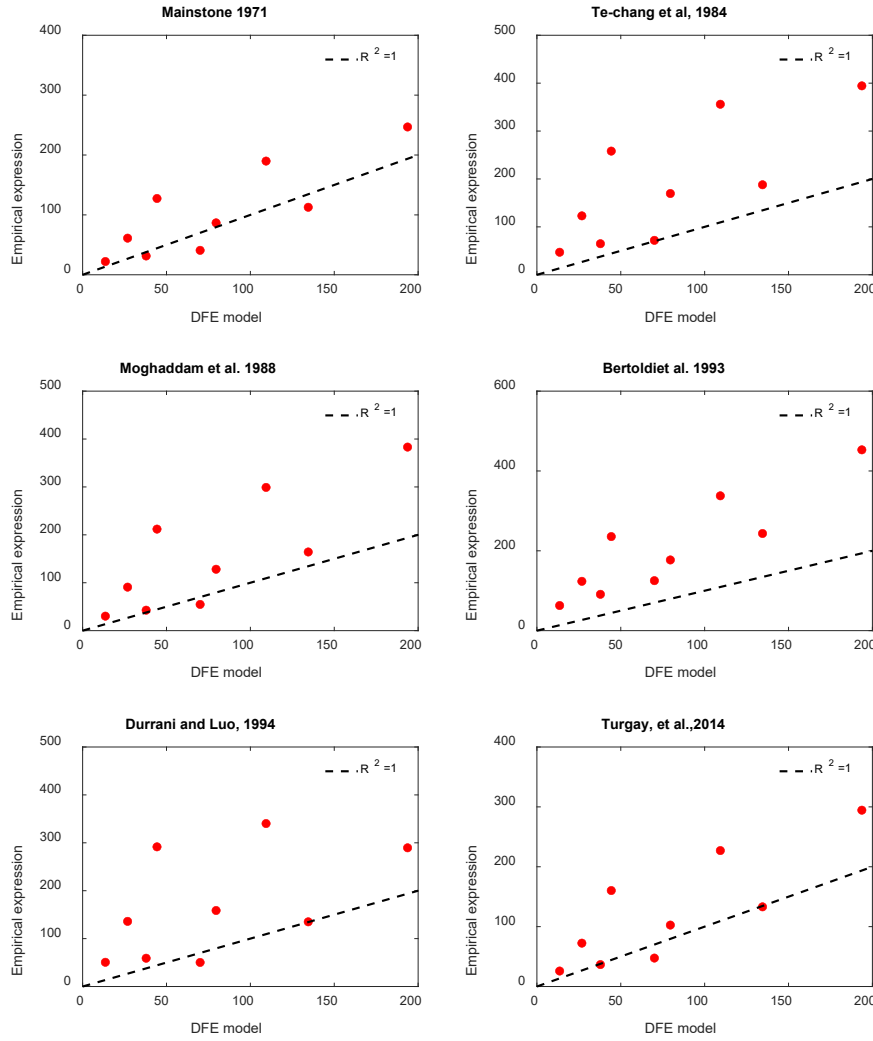 Mainstone 1971
400
300
200
100
0
Empirical expression
R 2 =1
0 50 100 150 200
DFE model
Te-chang et al, 1984
500
400
300
200
100
0
Empirical expression
R 2 =1
0 50 100 150 200
DFE model
Moghaddam et al. 1988
500
400
300
200
100
0
Empirical expression
R 2 =1
0 50 100 150 200
DFE model
Bertoldiet al. 1993
600
400
200
0
Empirical expression
R 2 =1
0 50 100 150 200
DFE model
Durrani and Luo, 1994
500
400
300
200
100
0
Empirical expression
R 2 =1
0 50 100 150 200
DFE model
Turgay, et al.,2014
400
300
200
100
0
Empirical expression
R 2 =1
0 50 100 150 200
DFE model